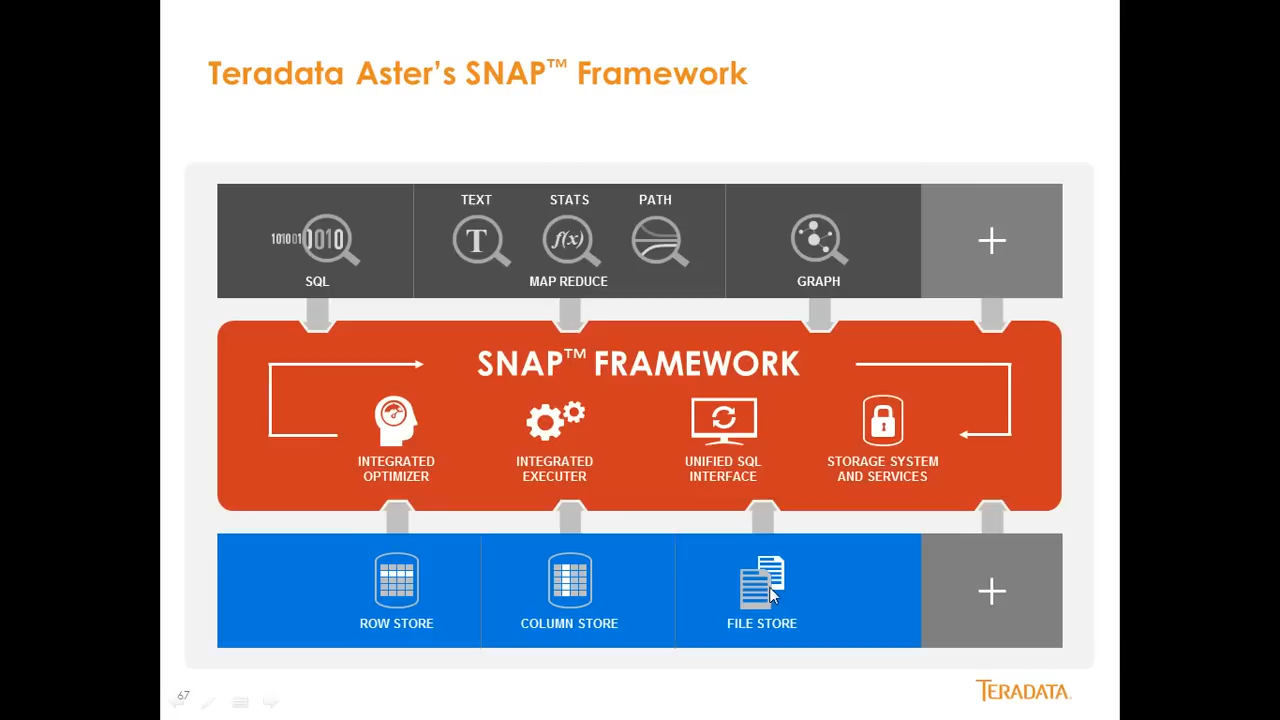 Teradata Aster's SNAP™ Framework
TEXT STATS PATH
1010010010
T
f(x)
SQL MAP REDUCE GRAPH
+
SNAP™ FRAMEWORK
INTEGRATED
OPTIMIZER
INTEGRATED
EXECUTER
UNIFIED SQL
INTERFACE
STORAGE SYSTEM
AND SERVICES
ROW STORE
COLUMN STORE
FILE STORE
+
67
TERADATA